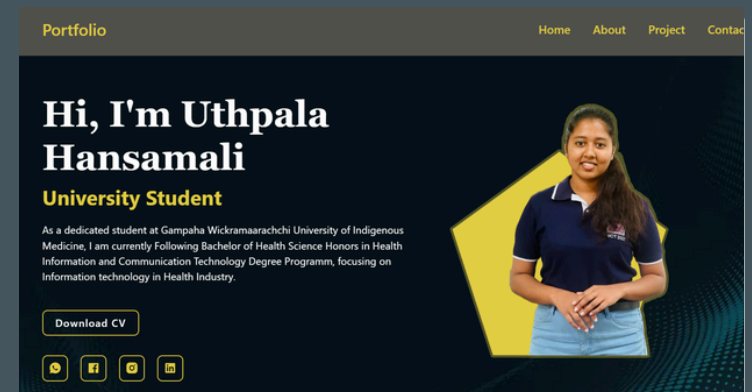 Portfolio
Home About Project Contac
Hi, I'm Uthpala
Hansamali
University Student
As a dedicated student at Gampaha Wickramaarachchi University of Indigenous
Medicine, I am currently Following Bachelor of Health Science Honors in Health
Information and Communication Technology Degree Programm, focusing on
Information technology in Health Industry.
Download CV